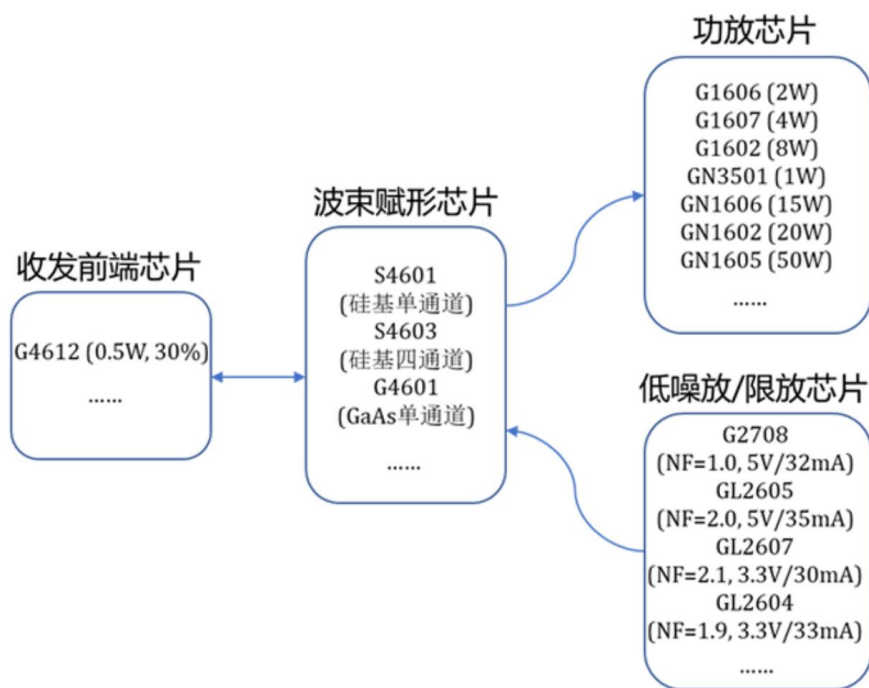 收发前端芯片
G4612 (0.5W, 30%)
……
波束赋形芯片
S4601
(硅基单通道)
S4603
(硅基四通道)
G4601
(GaAs单通道)
……
功放芯片
G1606 (2W)
G1607 (4W)
G1602 (8W)
GN3501 (1W)
GN1606 (15W)
GN1602 (20W)
GN1605 (50W)
……
低噪放/限放芯片
G2708
(NF=1.0, 5V/32mA)
GL2605
(NF=2.0, 5V/35mA)
GL2607
(NF=2.1, 3.3V/30mA)
GL2604
(NF=1.9, 3.3V/33mA)
……